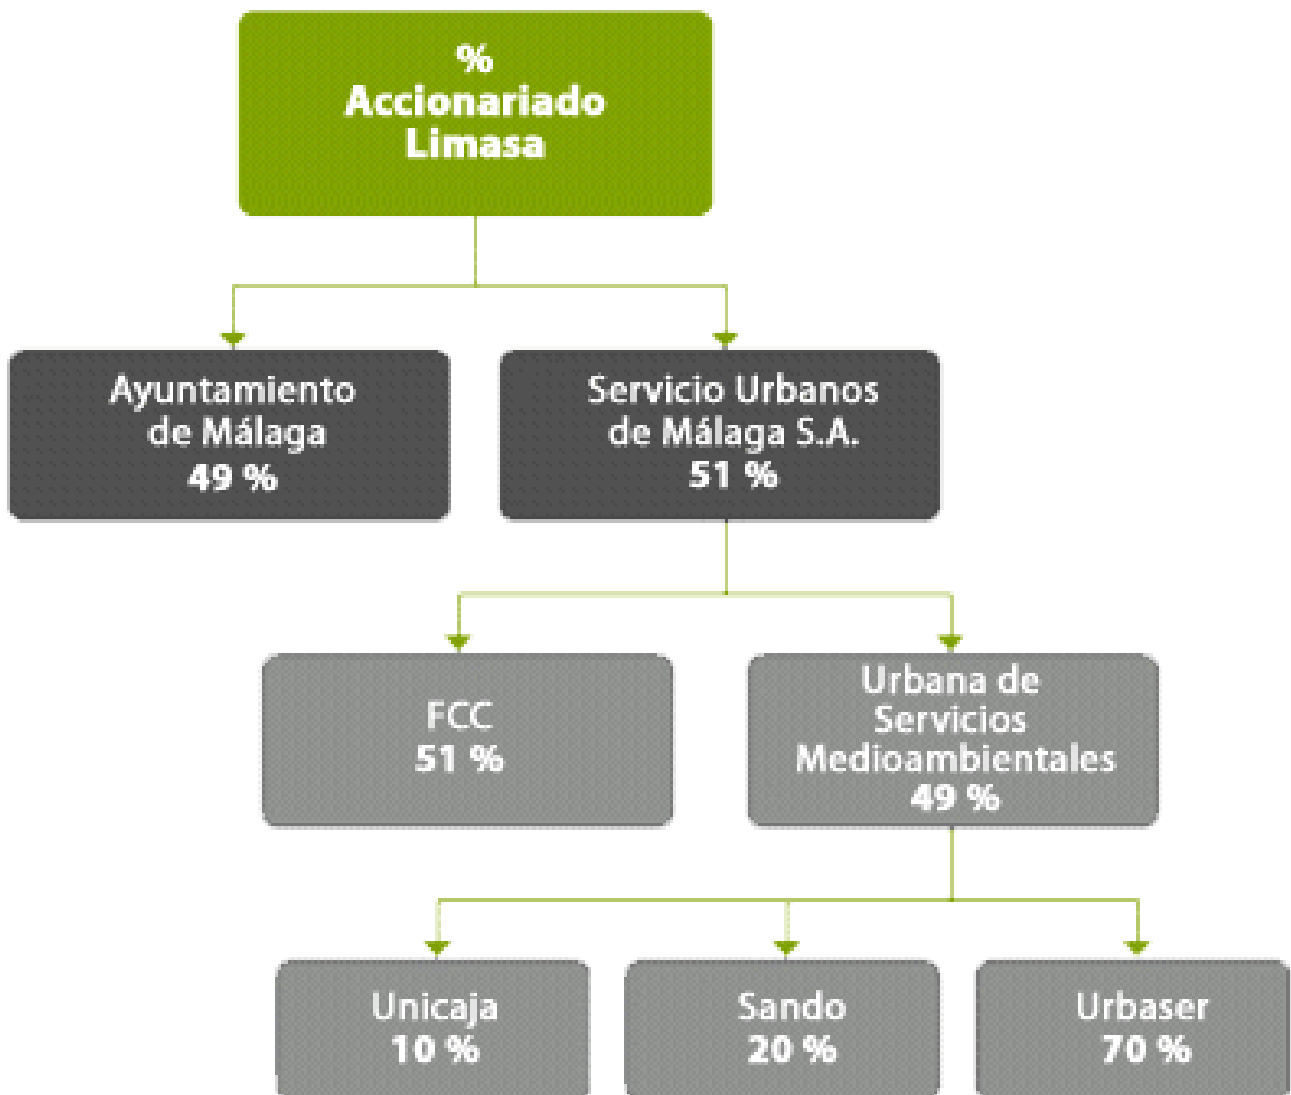 %
Accionariado
Limasa
Ayuntamiento
de Málaga
49 %
Servicio Urbanos
de Málaga S.A.
51 %
FCC
51 %
Urbana de
Servicios
Medioambientales
49 %
Unicaja
10 %
Sando
20 %
Urbaser
70 %